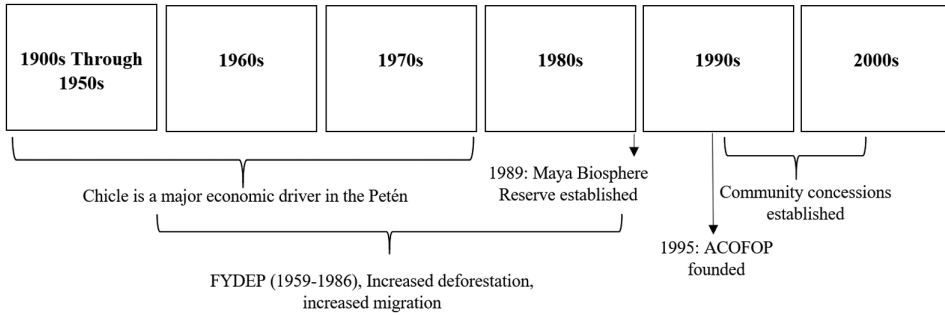 1900s Through
1950s
1960s
1970s
1980s
1990s
2000s
Chicle is a major economic driver in the Petén
1989: Maya Biosphere
Reserve established
Community concessions
established
1995: ACOFOP
founded
FYDEP (1959-1986), Increased deforestation,
increased migration